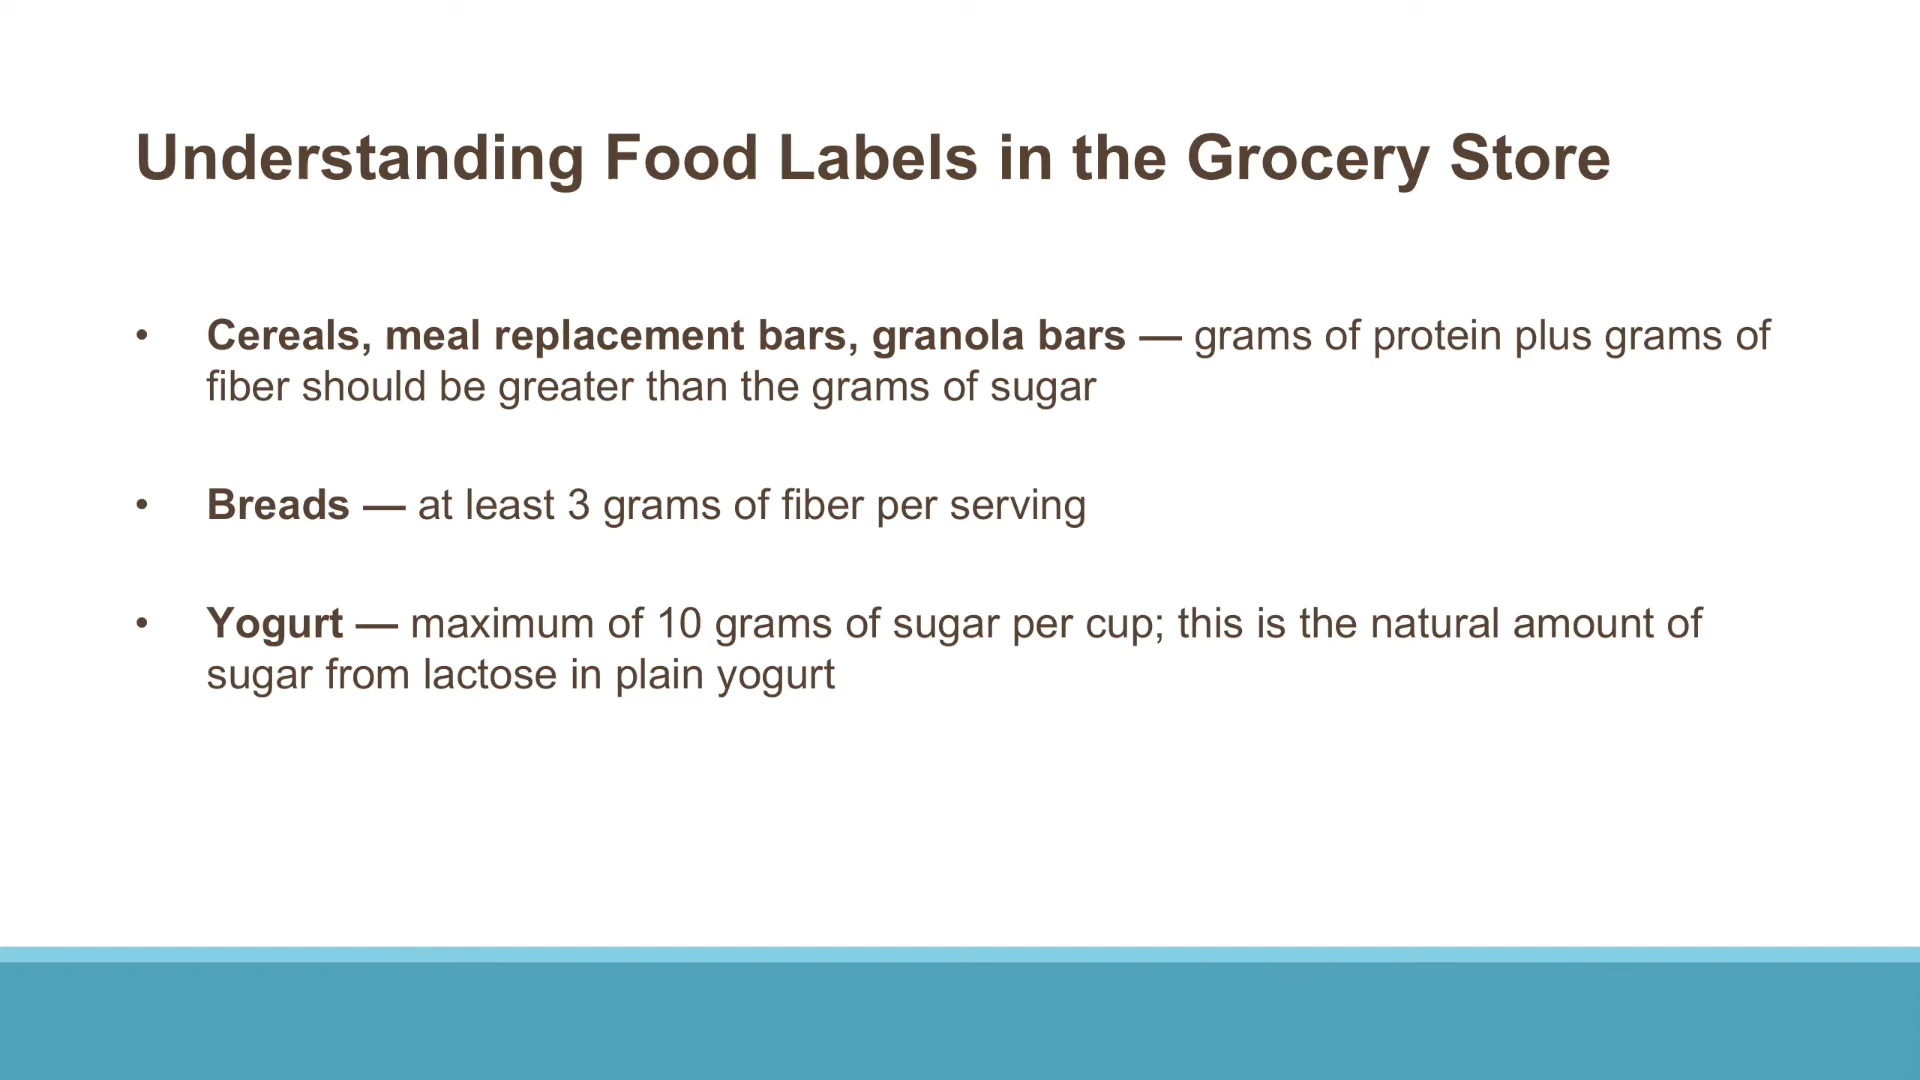 Understanding Food Labels in the Grocery Store
• Cereals, meal replacement bars, granola bars — grams of protein plus grams of
fiber should be greater than the grams of sugar
• Breads — at least 3 grams of fiber per serving
• Yogurt — maximum of 10 grams of sugar per cup; this is the natural amount of
sugar from lactose in plain yogurt